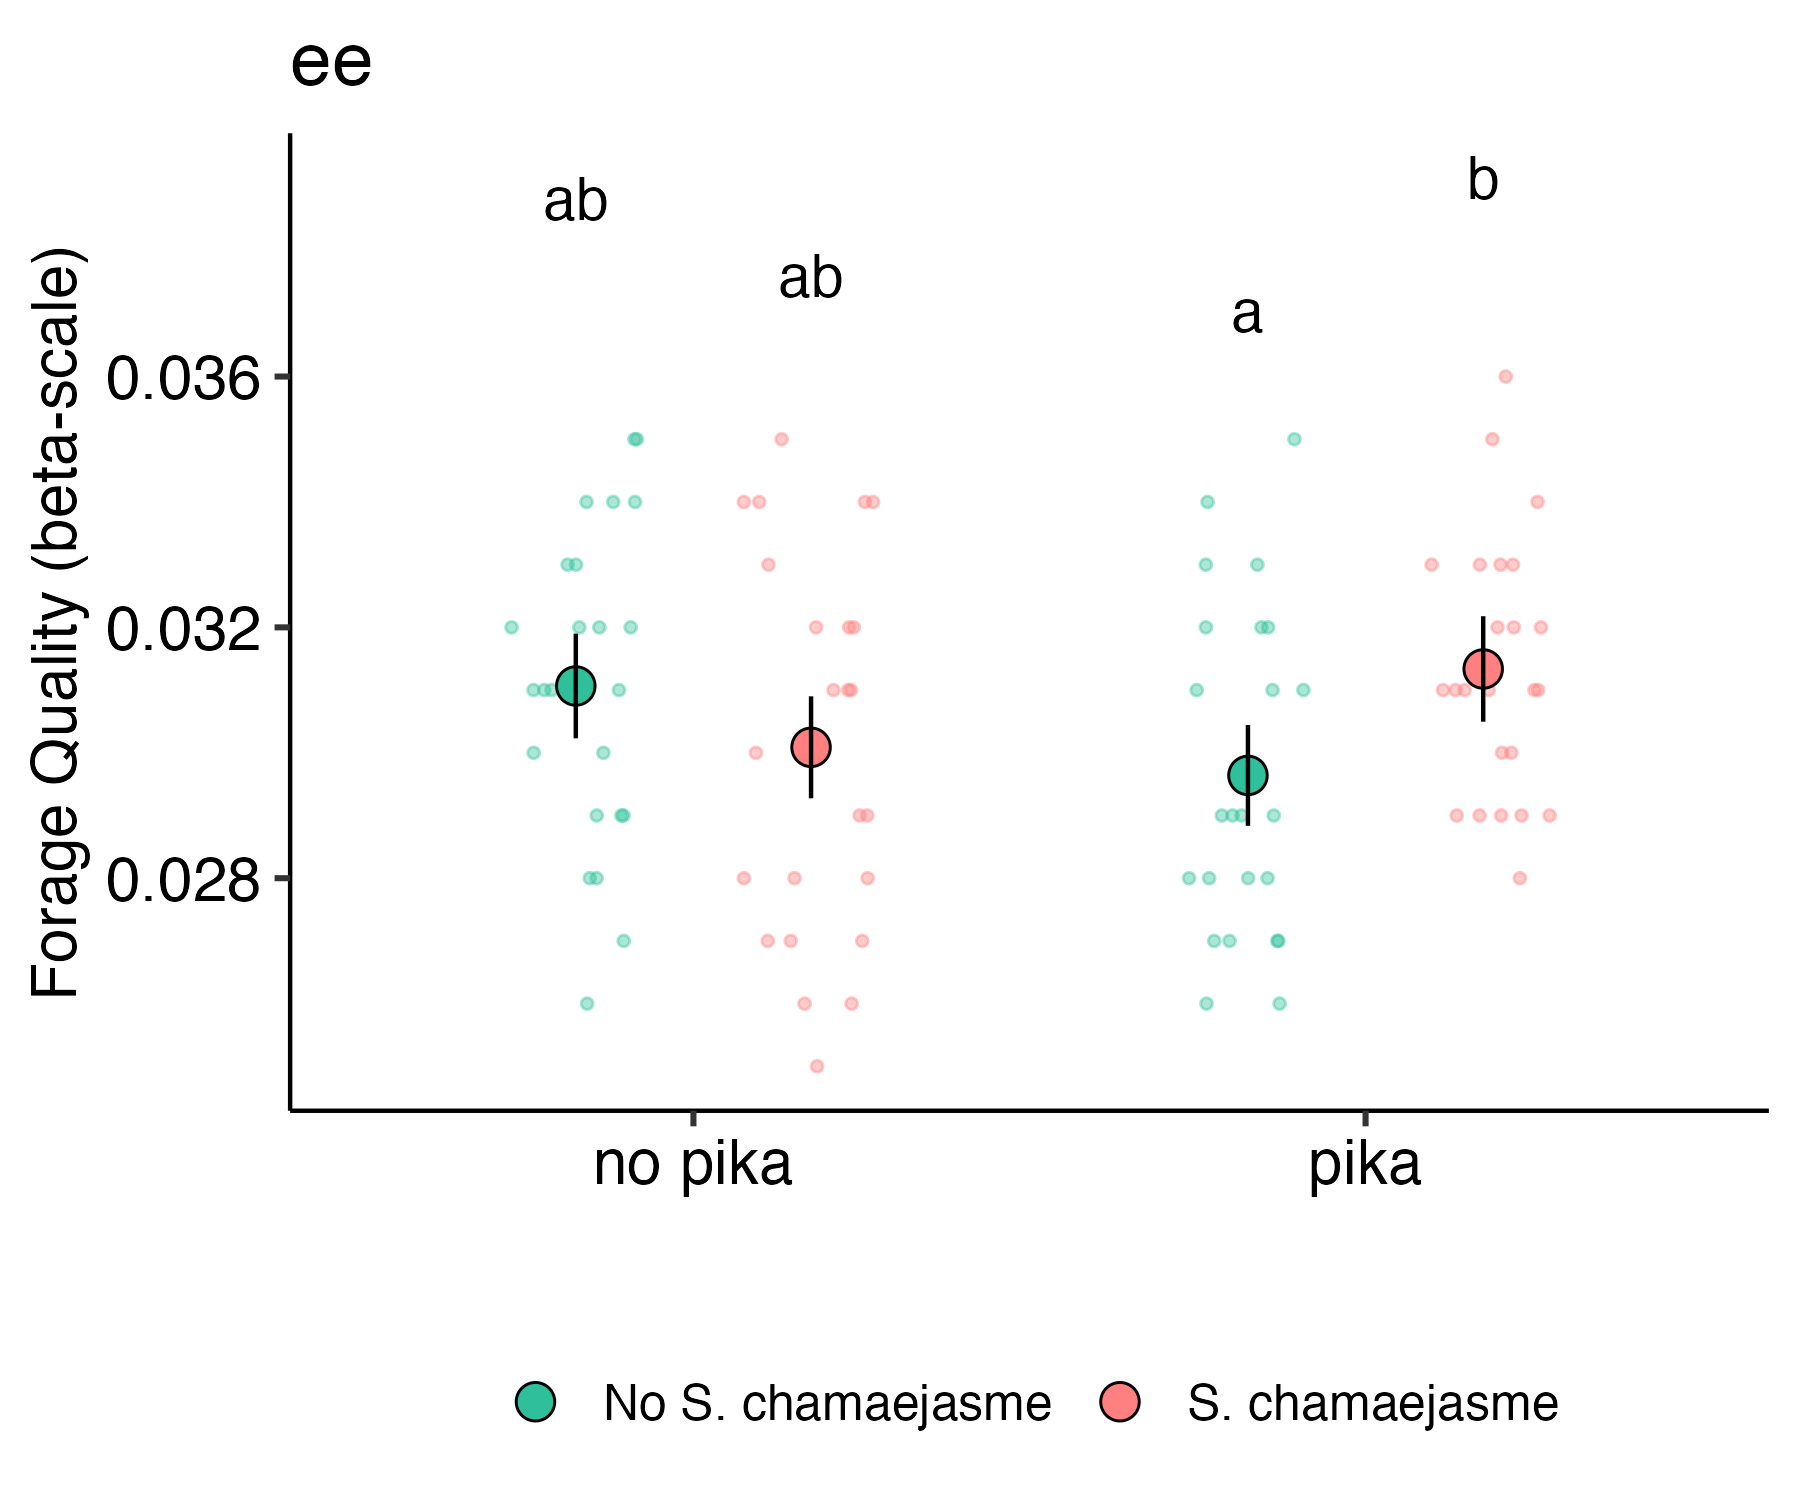 ee
Forage Quality (beta-scale)
ab
ab
a
b
0.036
0.032
0.028
no pika
pika
No S. chamaejasme
S. chamaejasme